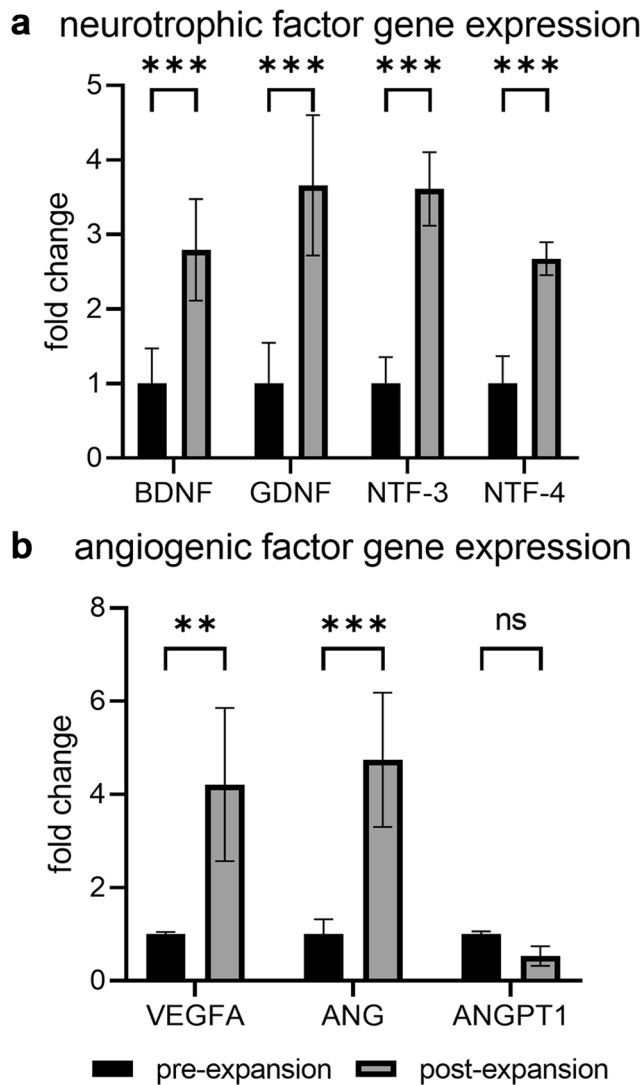 a neurotrophic factor gene expression
*** *** *** ***
5
4
3
2
1
0
fold change
BDNF GDNF NTF-3 NTF-4
b angiogenic factor gene expression
** *** ns
8
6
4
2
0
fold change
VEGFA ANG ANGPT1
pre-expansion post-expansion